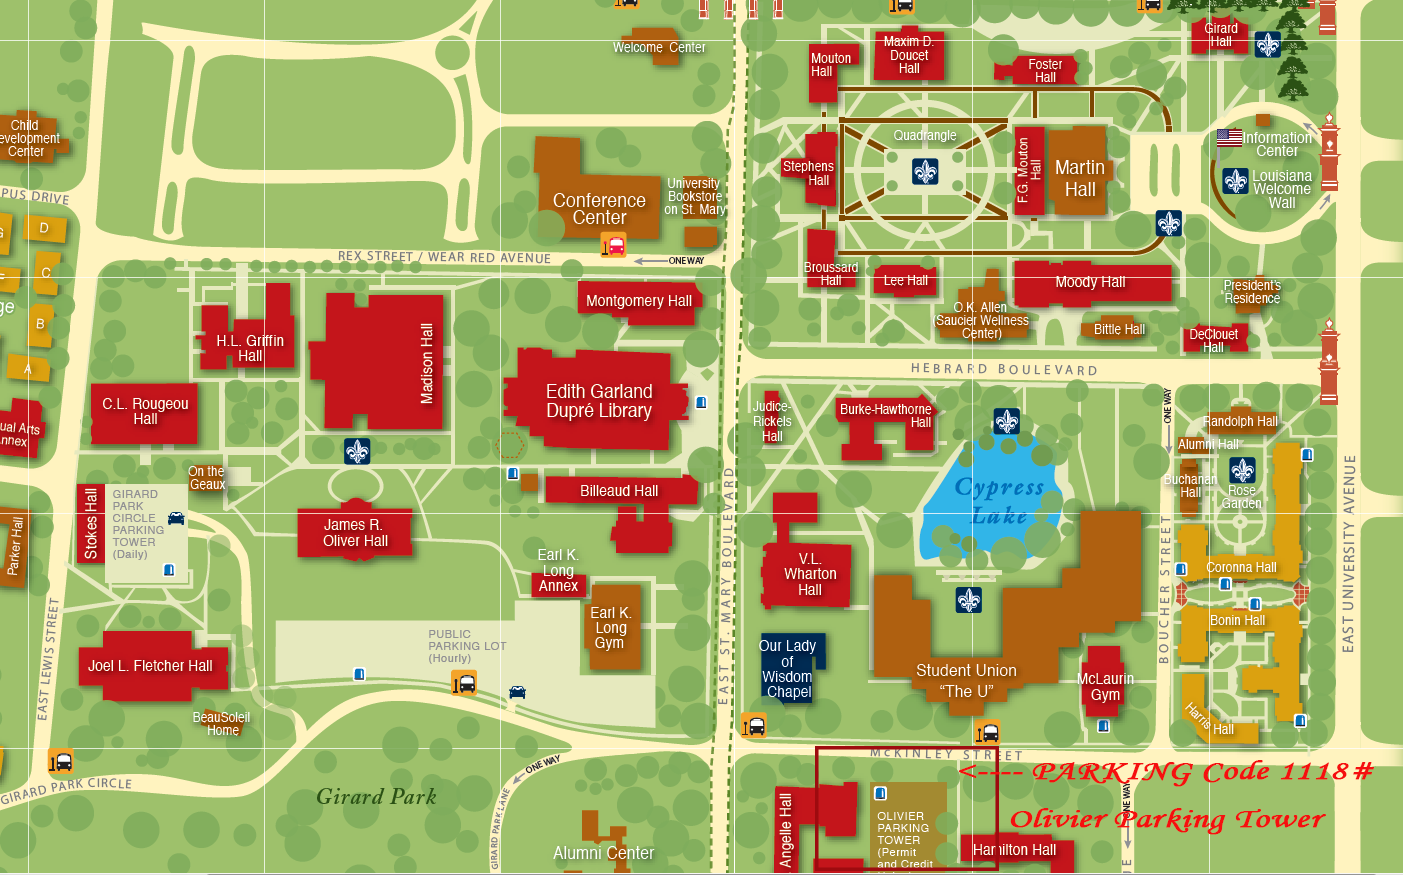 Welcome Center
Mouton
Hall
Maxim D.
Doucet
Hall
Foster
Hall
Girard
Hall
Child
evelopment
Center
Quadrangle
Stephens
Hall
F.G. Mouton
Hall
Martin
Hall
Information
Center
Louisiana
Welcome
Wall
PUS DRIVE
Conference
Center
University
Bookstore
on St. Mary
D
C
B
A
REX STREET / WEAR RED AVENUE
ONE WAY
Broussard
Hall
Lee Hall
Moody Hall
O.K. Allen
(Saucier Wellness
Center)
Bittle Hall
President's
Residence
DeClouet
Hall
Montgomery Hall
H.L. Griffin
Hall
Madison Hall
HEBRARD BOULEVARD
C.L. Rougeou
Hall
Edith Garland
Dupré Library
Judice-
Rickels
Hall
Burke-Hawthorne
Hall
ONE WAY
Randolph Hall
Alumni Hall
ual Arts
nnex
On the
Geaux
Billeaud Hall
Cypress
Lake
Buchanan
Hall
Rose
Garden
Stokes Hall
GIRARD
PARK
CIRCLE
PARKING
TOWER
(Daily)
James R.
Oliver Hall
Parker Hall
Earl K.
Long
Annex
V.L.
Wharton
Hall
EAST ST. MARY BOULEVARD
BOUCHER STREET
EAST UNIVERSITY AVENUE
Coronna Hall
Bonin Hall
Earl K.
Long
Gym
PUBLIC
PARKING LOT
(Hourly)
EAST LEWIS STREET
Joel L. Fletcher Hall
Our Lady
of
Wisdom
Chapel
Student Union
“The U”
McLaurin
Gym
Harris Hall
BeauSoleil
Home
McKINLEY STREET
ONE WAY
GIRARD PARK CIRCLE
Girard Park
GIRARD PARK LANE
Alumni Center
Angelle Hall
OLIVIER
PARKING
TOWER
(Permit
and Credit
Hamilton Hall
<---- PARKING Code 1118#
Olivier Parking Tower
ONE WAY